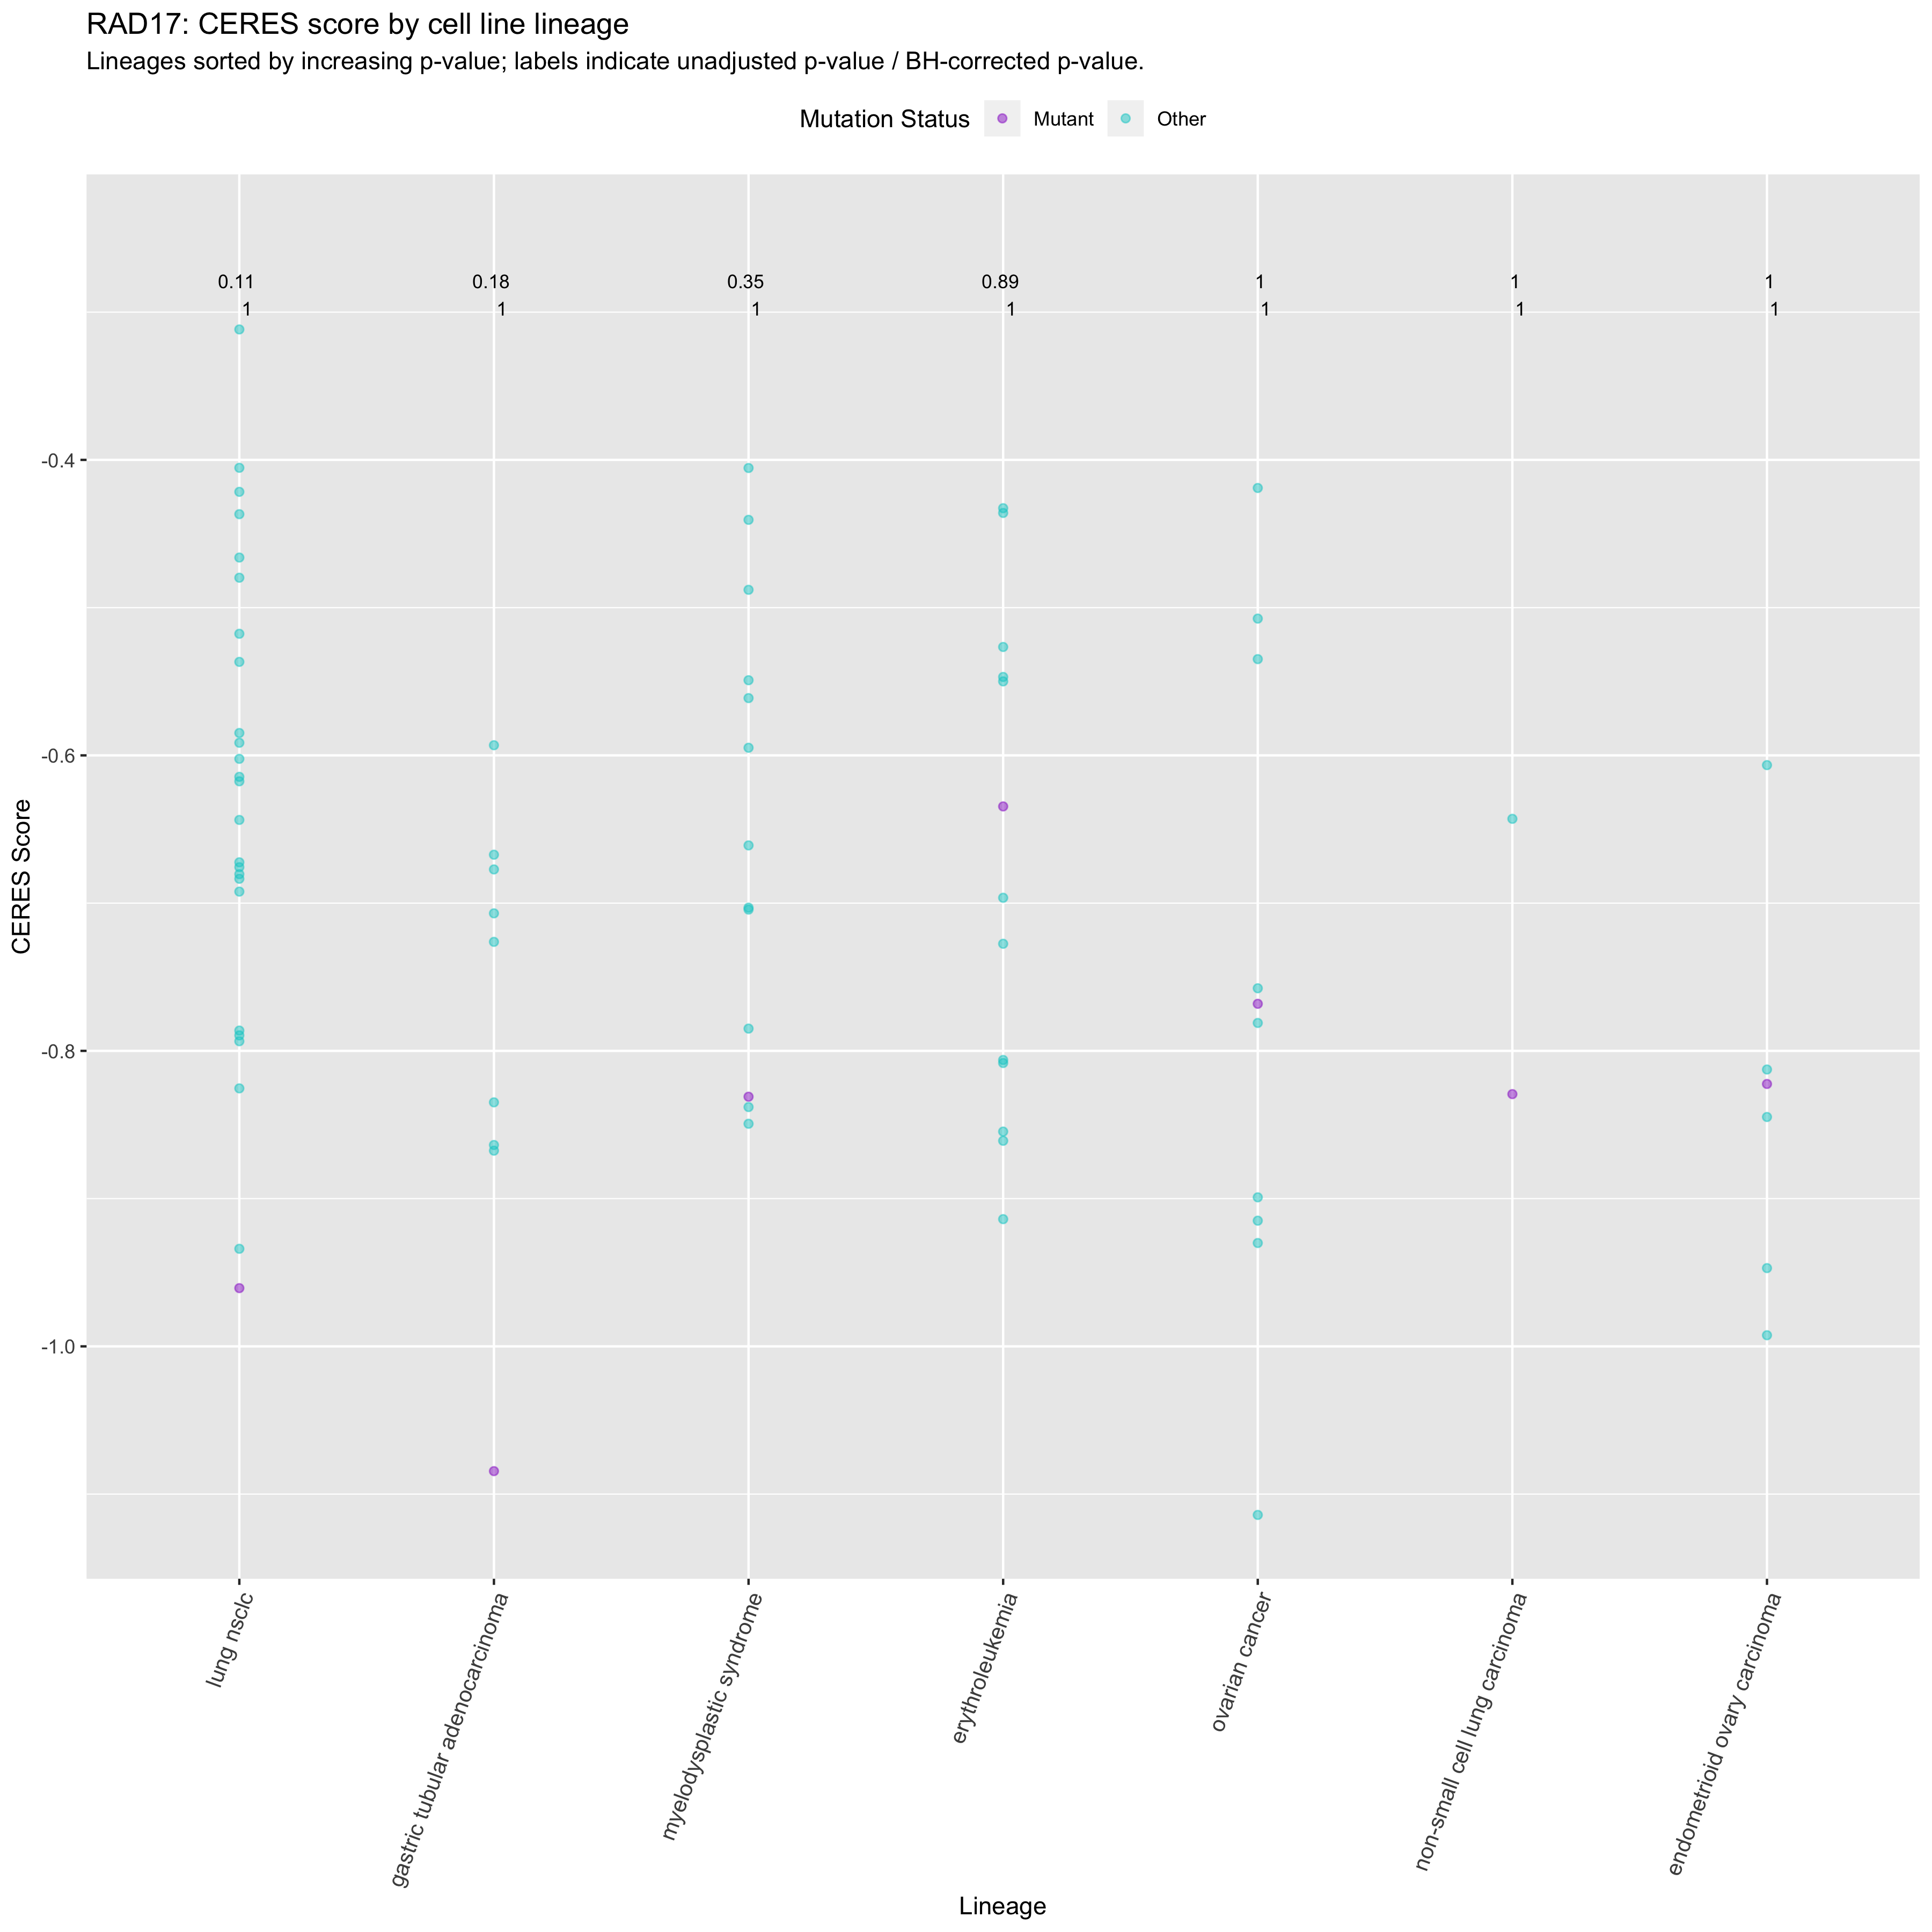 RAD17: CERES score by cell line lineage
Lineages sorted by increasing p-value; labels indicate unadjusted p-value / BH-corrected p-value.
Mutation Status Mutant Other
0.11 0.18 0.35 0.89 1 1 1
1 1 1 1 1 1 1
-0.4
-0.6
-0.8
-1.0
CERES Score
lung nsclc
gastric tubular adenocarcinoma
myelodysplastic syndrome
erythroleukemia
ovarian cancer
non-small cell lung carcinoma
endometrioid ovary carcinoma
Lineage